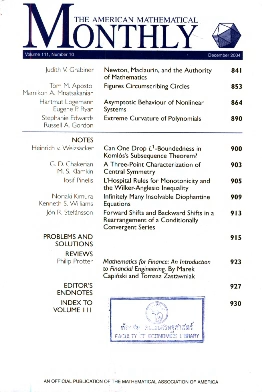 THE AMERICAN MATHEMATICAL
MONTHLY
Volume 111, Number 10 December 2004
Judith V. Grabiner Newton, Maclaurin, and the Authority of Mathematics 841
Tom M. Apostol Figures Circumscribing Circles 853
Mamikon A. Mnatsakanian
Hartmut Logemann Asymptotic Behaviour of Nonlinear 864
Eugene P. Ryan Systems
Stephanie Edwards Extreme Curvature of Polynomials 890
Russell A. Gordon
NOTES
Heinrich v. Weizsäcker Can One Drop L¹-Boundedness in 900
Komlós's Subsequence Theorem?
G. D. Chakerian A Three-Point Characterization of 903
M. S. Klamkin Central Symmetry
Iosif Pinelis L'Hospital Rules for Monotonicity and 905
the Wilker-Anglesio Inequality
Noriaki Kimura Infinitely Many Insolvable Diophantine 909
Kenneth S. Williams Equations
Jon R. Stefánsson Forward Shifts and Backward Shifts in a 913
Rearrangement of a Conditionally
Convergent Series
PROBLEMS AND 915
SOLUTIONS
REVIEWS
Philip Protter Mathematics for Finance: An Introduction 923
to Financial Engineering. By Marek
Capiński and Tomasz Zastawniak
EDITOR'S 927
ENDNOTES
INDEX TO 930
VOLUME 111
FACULTY OF ECONOMICS LIBRARY
AN OFFICIAL PUBLICATION OF THE MATHEMATICAL ASSOCIATION OF AMERICA